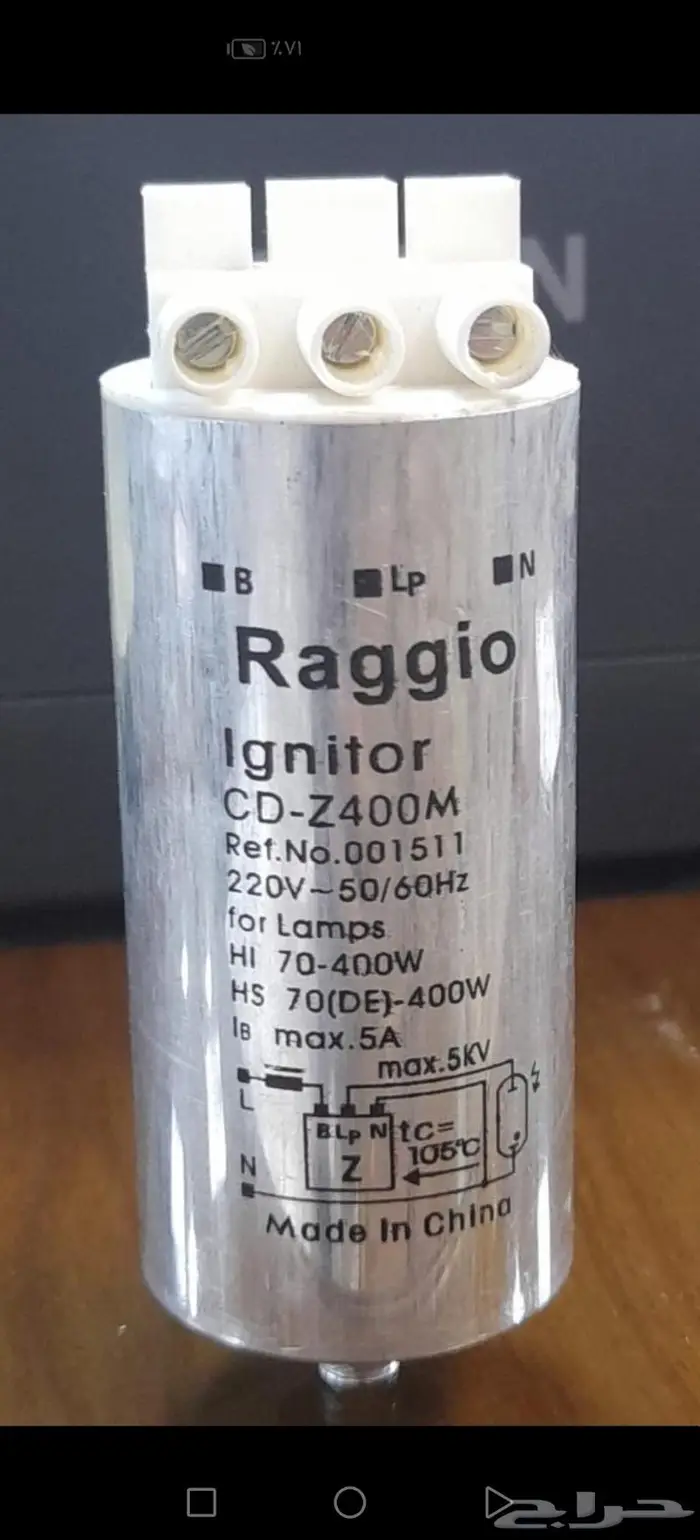 ٪٧١
N
B Lp N
Raggio
Ignitor
CD-Z400M
Ref.No.001511
220V~50/60Hz
for Lamps
HI 70-400W
HS 70(DE)-400W
IB max.5A
max.5KV
L
B Lp N tc=
Z 105°C
N
Made In China
حراج